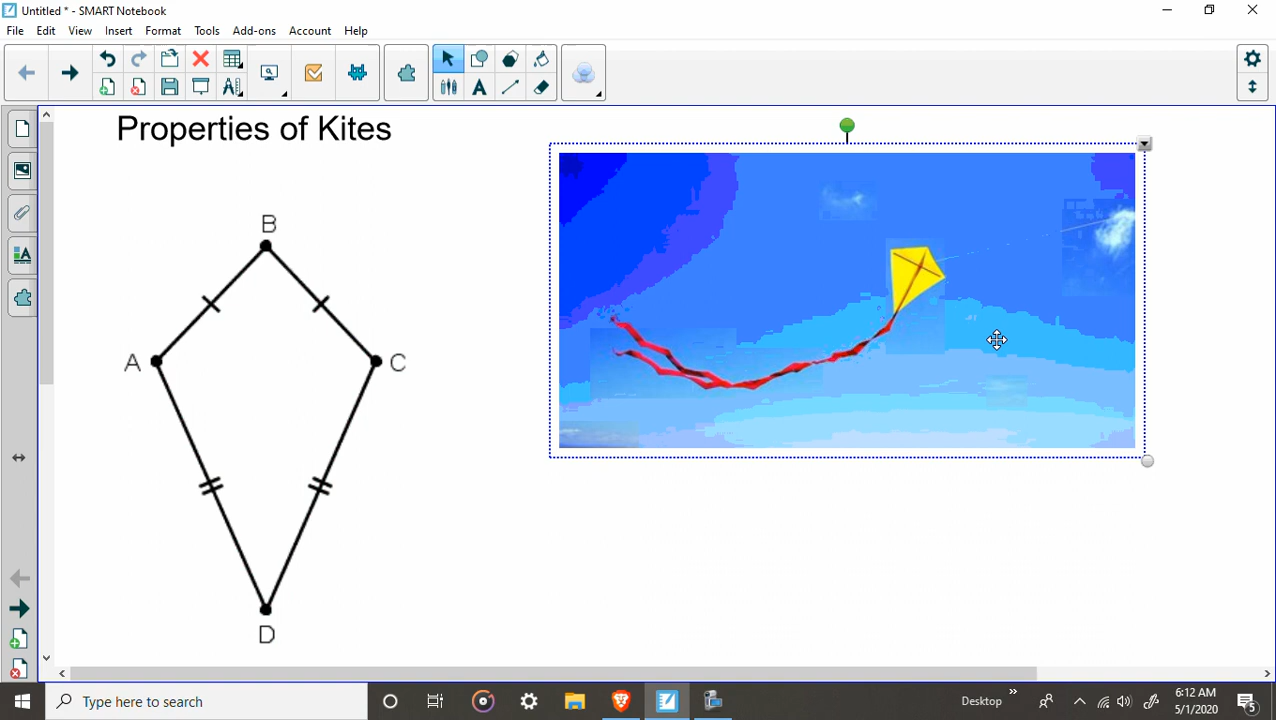 Untitled * - SMART Notebook
File Edit View Insert Format Tools Add-ons Account Help
Properties of Kites
B
A
C
D
Type here to search
Desktop
6:12 AM
5/1/2020
5